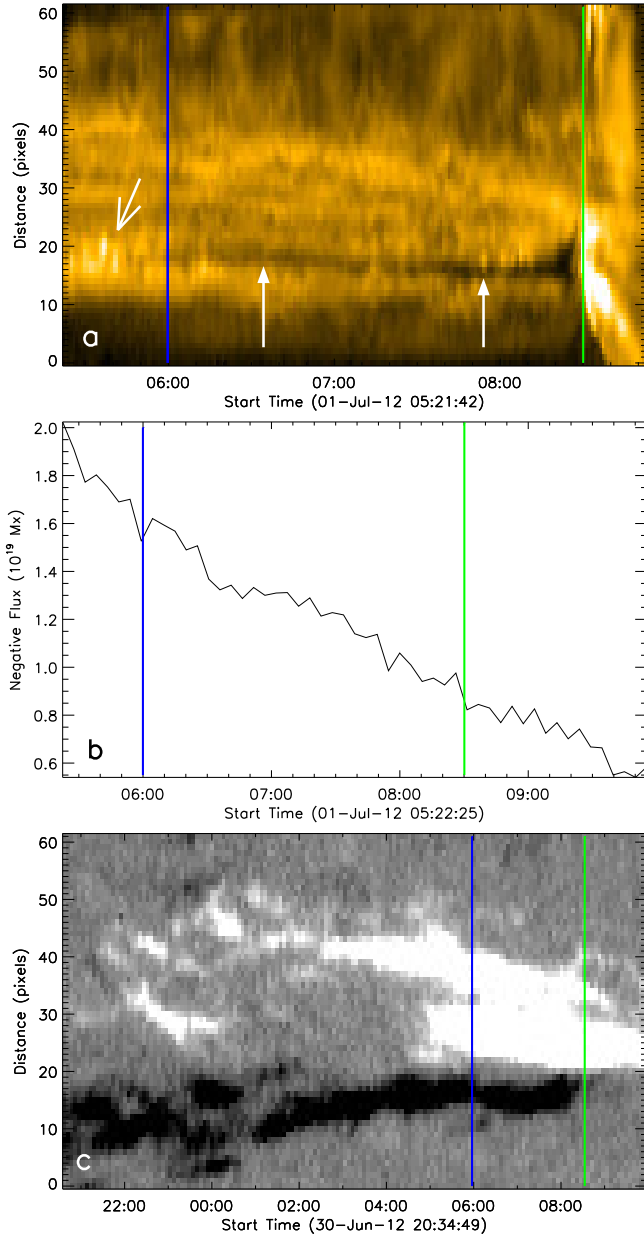 60
50
40
30
20
10
0
Distance (pixels)
a
06:00 07:00 08:00
Start Time (01-Jul-12 05:21:42)
2.0
1.8
1.6
1.4
1.2
1.0
0.8
0.6
Negative Flux (10^19 Mx)
b
06:00 07:00 08:00 09:00
Start Time (01-Jul-12 05:22:25)
60
50
40
30
20
10
0
Distance (pixels)
c
22:00 00:00 02:00 04:00 06:00 08:00
Start Time (30-Jun-12 20:34:49)